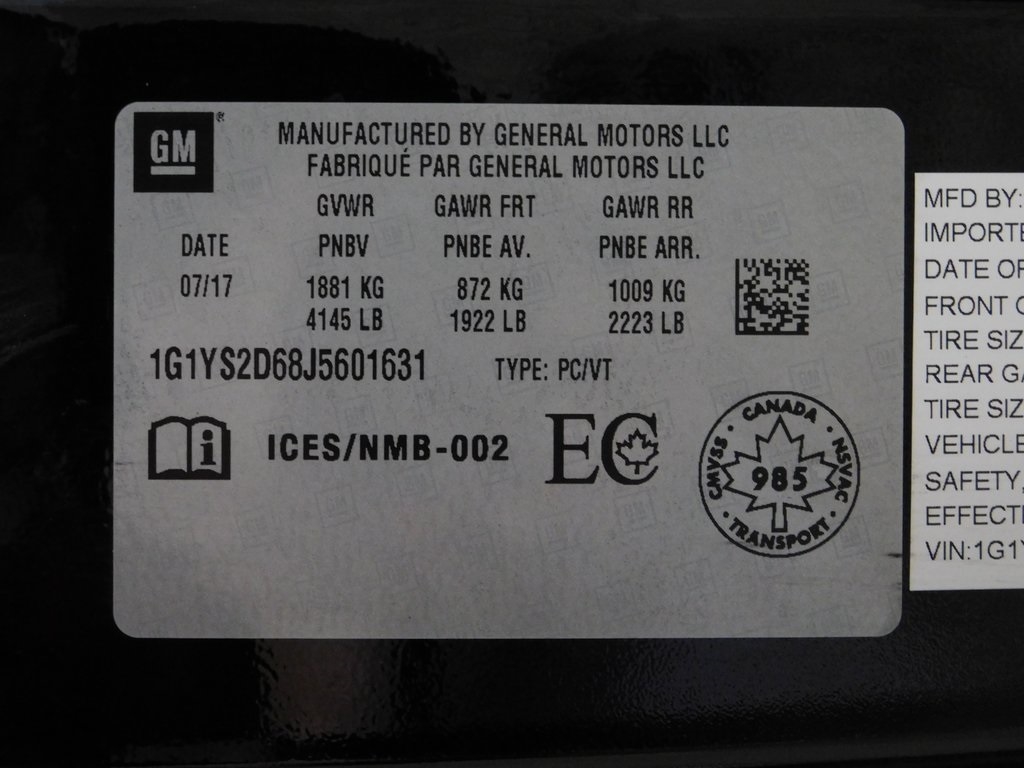 GM
MANUFACTURED BY GENERAL MOTORS LLC
FABRIQUÉ PAR GENERAL MOTORS LLC
GVWR GAWR FRT GAWR RR
DATE PNBV PNBE AV. PNBE ARR.
07/17 1881 KG 872 KG 1009 KG
4145 LB 1922 LB 2223 LB
1G1YS2D68J5601631 TYPE: PC/VT
i ICES/NMB-002 EC
CANADA
CMVSS 985 NSVAC
TRANSPORT
MFD BY:
IMPORTE
DATE OF
FRONT G
TIRE SIZ
REAR GA
TIRE SIZ
VEHICLE
SAFETY,
EFFECTI
VIN:1G1Y